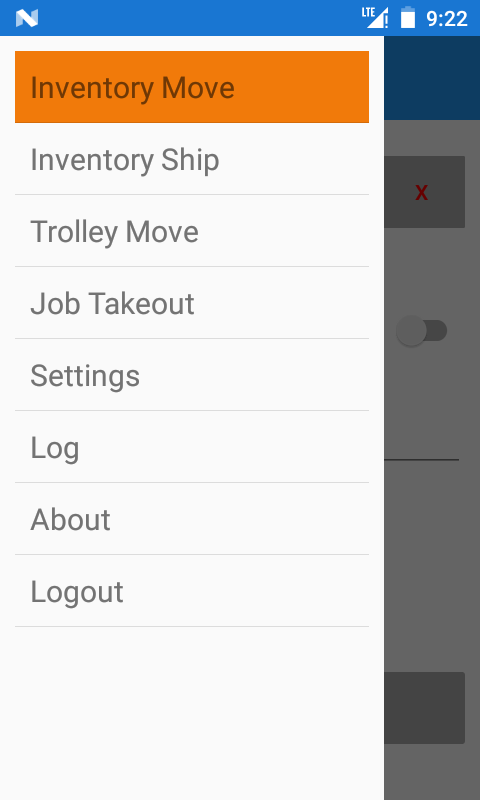 LTE 9:22
Inventory Move
X
Inventory Ship
Trolley Move
Job Takeout
Settings
Log
About
Logout